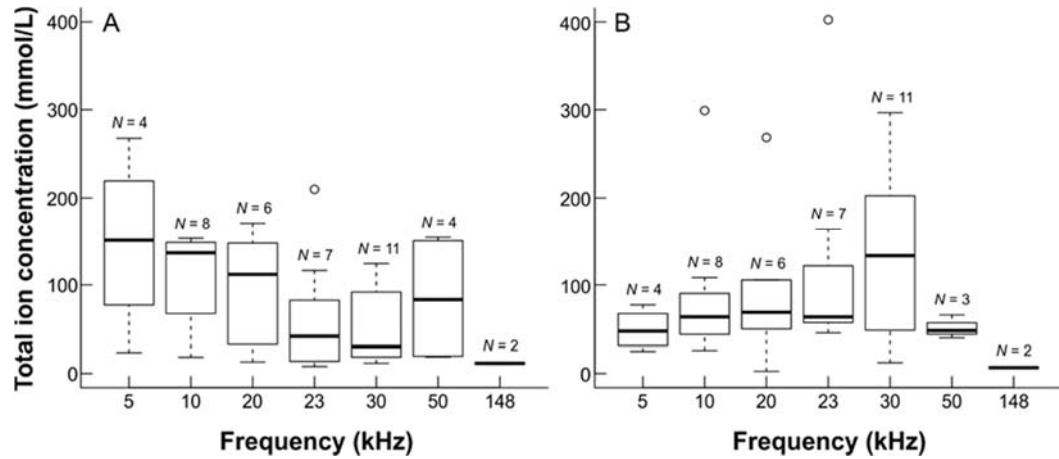 Total ion concentration (mmol/L)
A
400
300
200
100
0
N = 4
N = 8
N = 6
N = 7
N = 11
N = 4
N = 2
5 10 20 23 30 50 148
Frequency (kHz)
B
400
300
200
100
0
N = 4
N = 8
N = 6
N = 7
N = 11
N = 3
N = 2
5 10 20 23 30 50 148
Frequency (kHz)